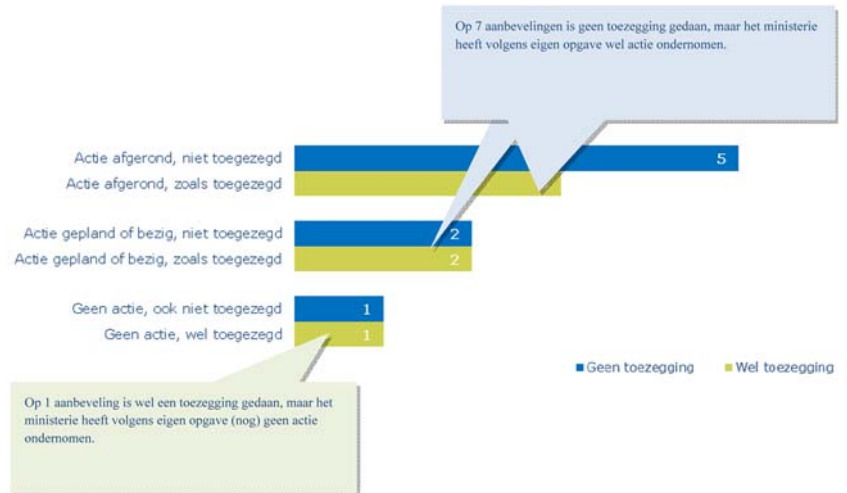 Op 7 aanbevelingen is geen toezegging gedaan, maar het ministerie
heeft volgens eigen opgave wel actie ondernomen.
Actie afgerond, niet toegezegd
5
Actie afgerond, zoals toegezegd
Actie gepland of bezig, niet toegezegd
2
Actie gepland of bezig, zoals toegezegd
2
Geen actie, ook niet toegezegd
1
Geen actie, wel toegezegd
1
Geen toezegging
Wel toezegging
Op 1 aanbeveling is wel een toezegging gedaan, maar het
ministerie heeft volgens eigen opgave (nog) geen actie
ondernomen.